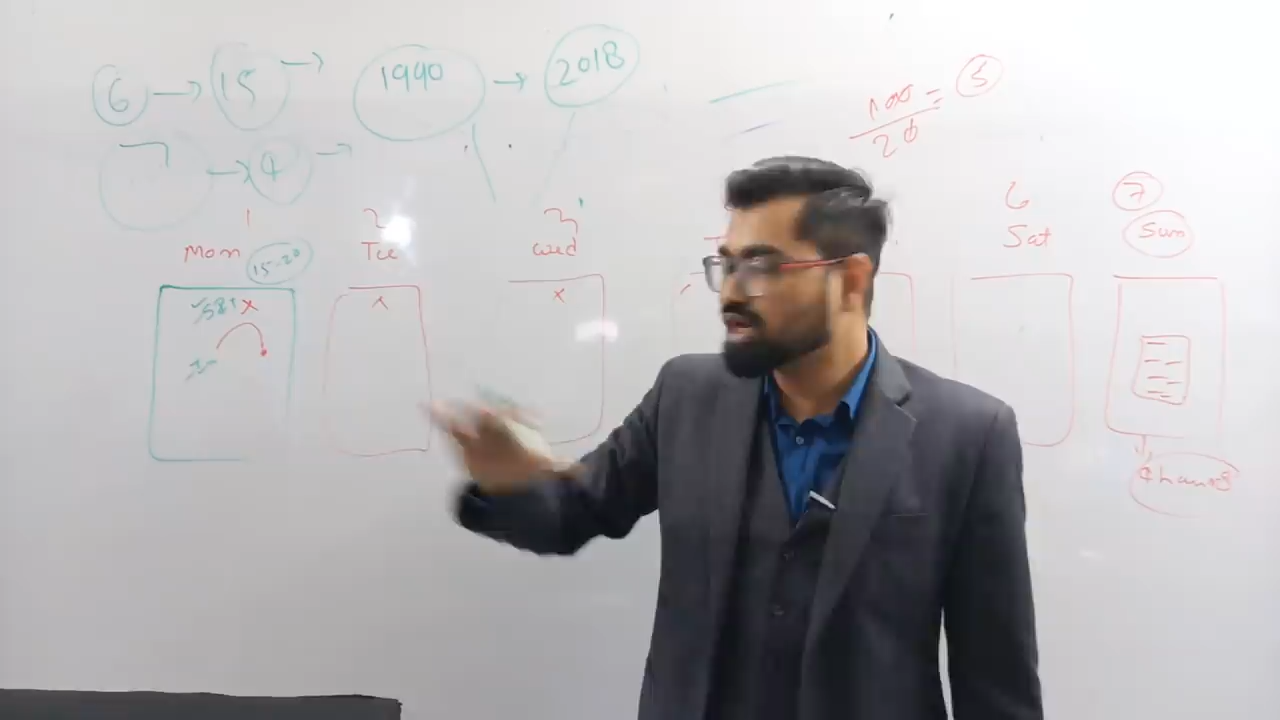 6 → 15 → 1990 → 2018
7 → 4 →
= 5
20
1 2 3 6 7
Mon 15-20 Tue Wed Sat Sun
x x x